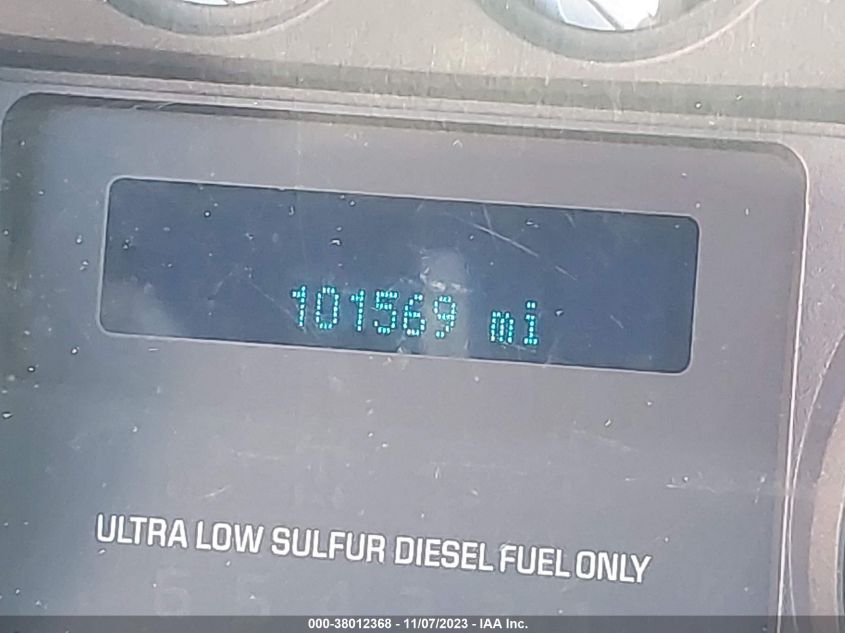 101569 mi
ULTRA LOW SULFUR DIESEL FUEL ONLY
000-38012368 - 11/07/2023 - IAA Inc.